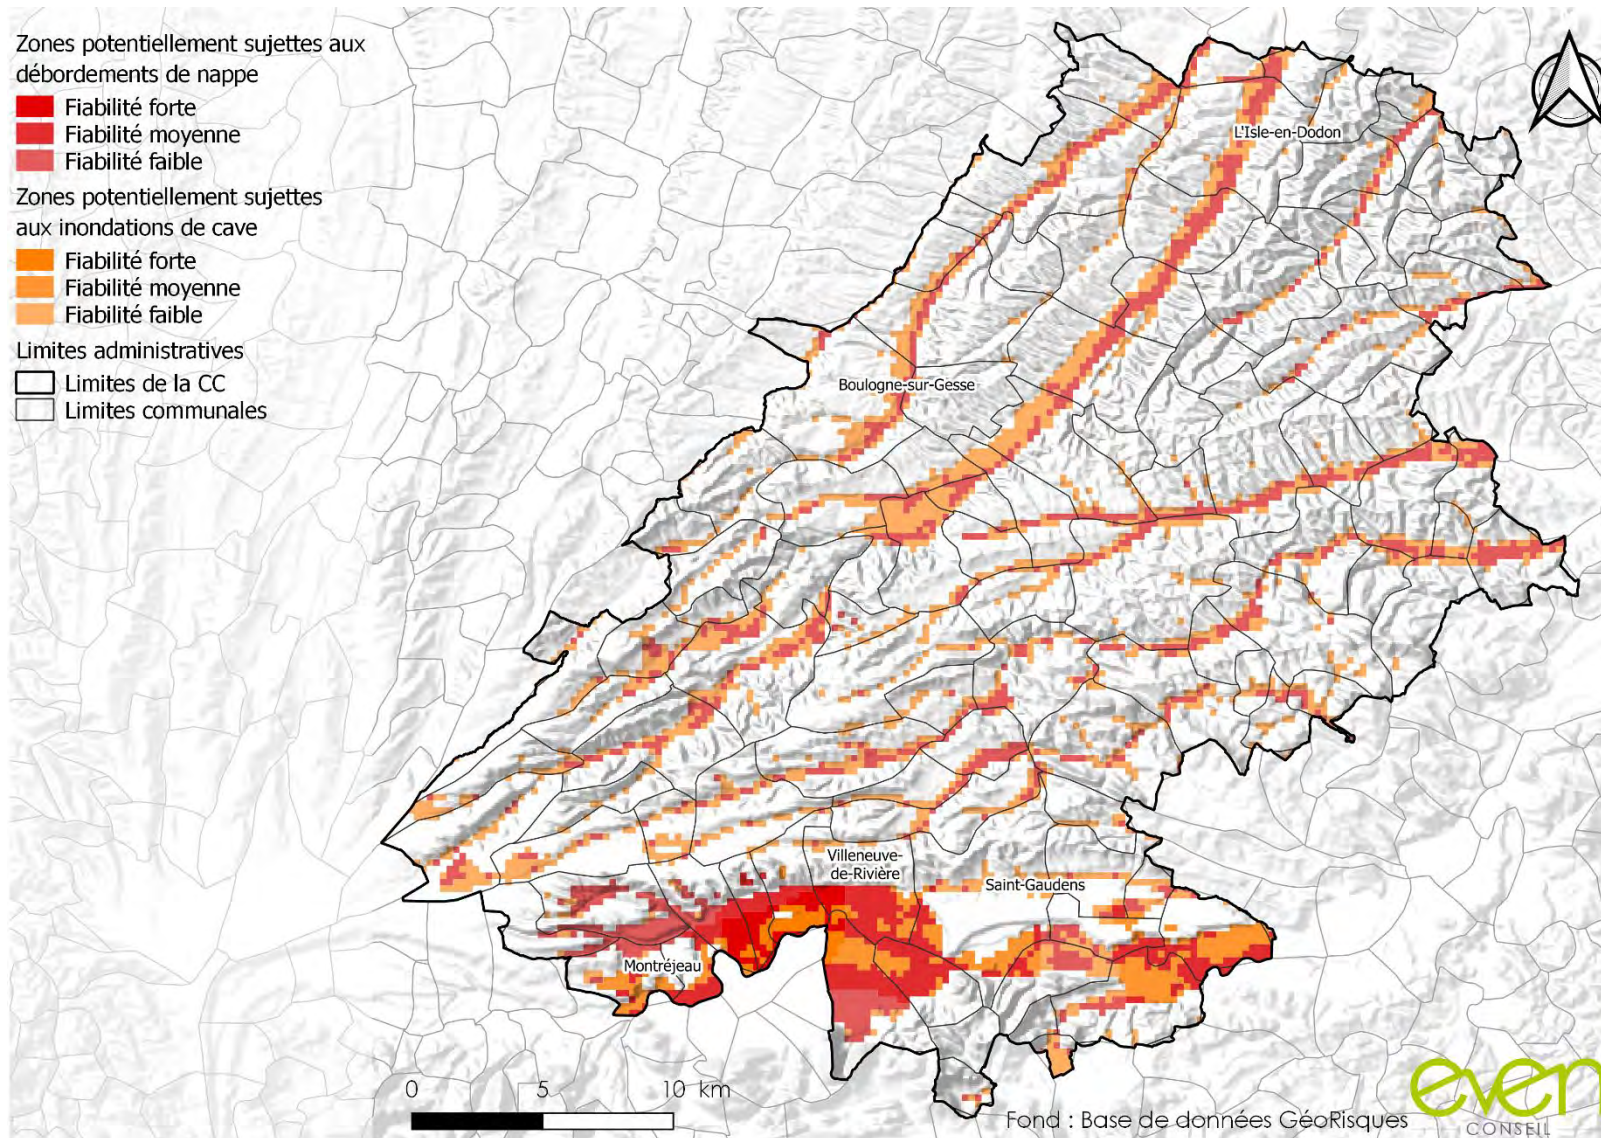 Zones potentiellement sujettes aux
débordements de nappe
Fiabilité forte
Fiabilité moyenne
Fiabilité faible
Zones potentiellement sujettes
aux inondations de cave
Fiabilité forte
Fiabilité moyenne
Fiabilité faible
Limites administratives
Limites de la CC
Limites communales
L'Isle-en-Dodon
Boulogne-sur-Gesse
Villeneuve-
de-Rivière
Saint-Gaudens
Montréjeau
0 5 10 km
Fond : Base de données GéoRisques
even
CONSEIL